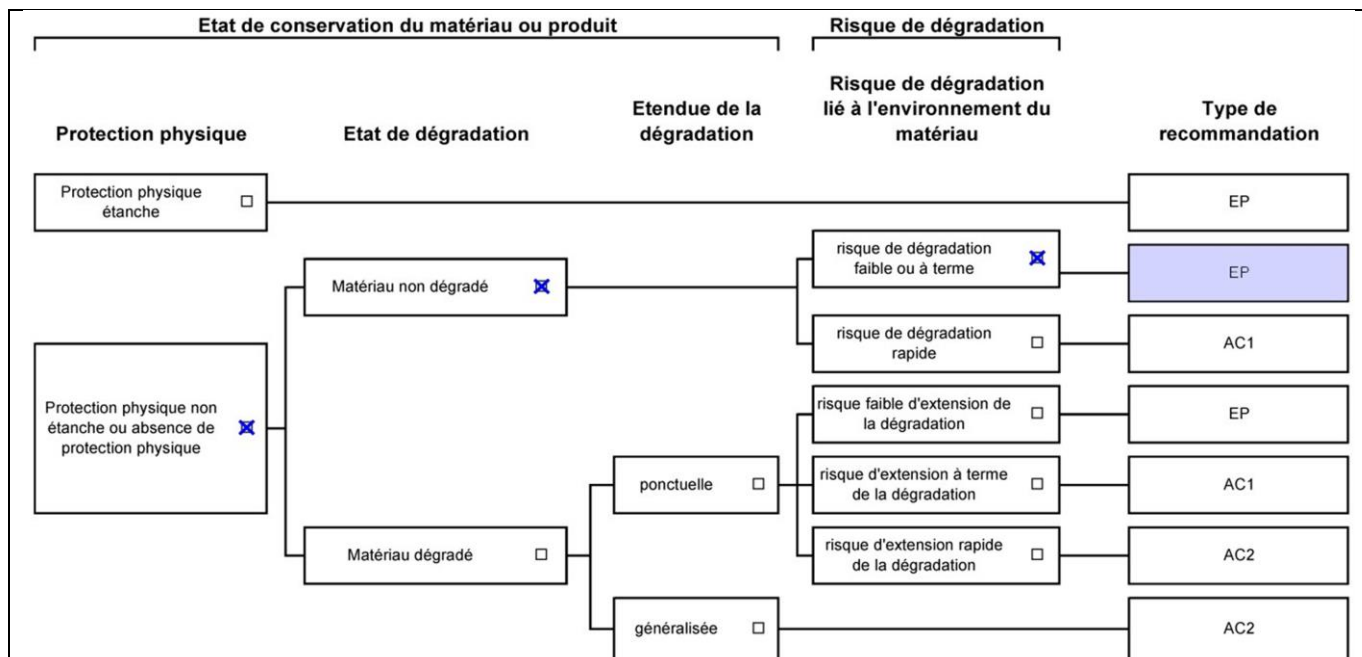 Etat de conservation du matériau ou produit
Risque de dégradation
Protection physique
Etat de dégradation
Etendue de la
dégradation
Risque de dégradation
lié à l'environnement du
matériau
Type de
recommandation
Protection physique
étanche
EP
Matériau non dégradé
risque de dégradation
faible ou à terme
EP
risque de dégradation
rapide
AC1
Protection physique non
étanche ou absence de
protection physique
risque faible d'extension de
la dégradation
EP
ponctuelle
risque d'extension à terme
de la dégradation
AC1
Matériau dégradé
risque d'extension rapide
de la dégradation
AC2
généralisée
AC2